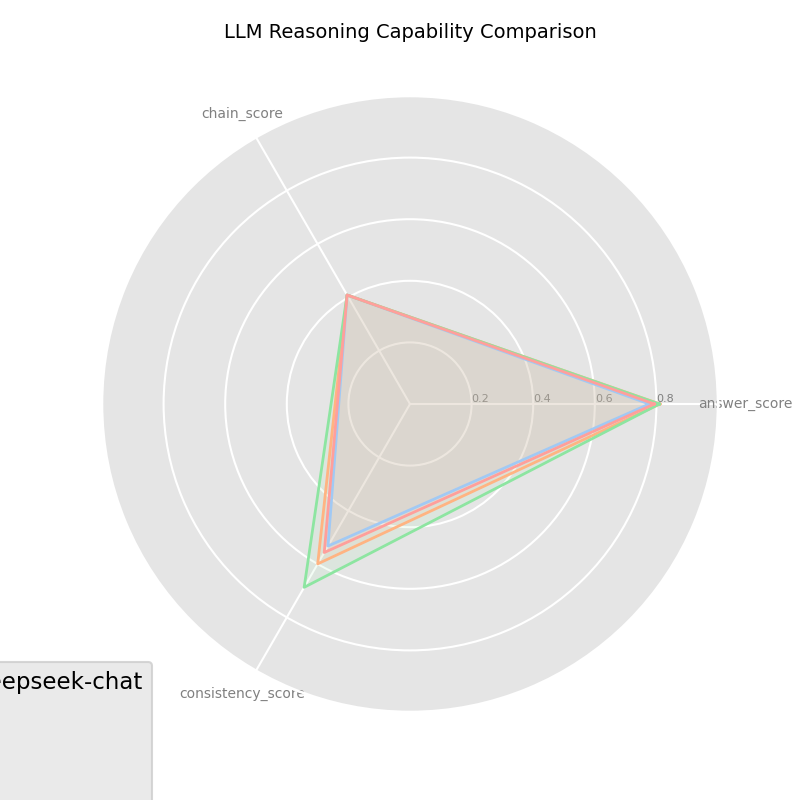 LLM Reasoning Capability Comparison
chain_score
0.2 0.4 0.6 0.8
answer_score
consistency_score
epseek-chat